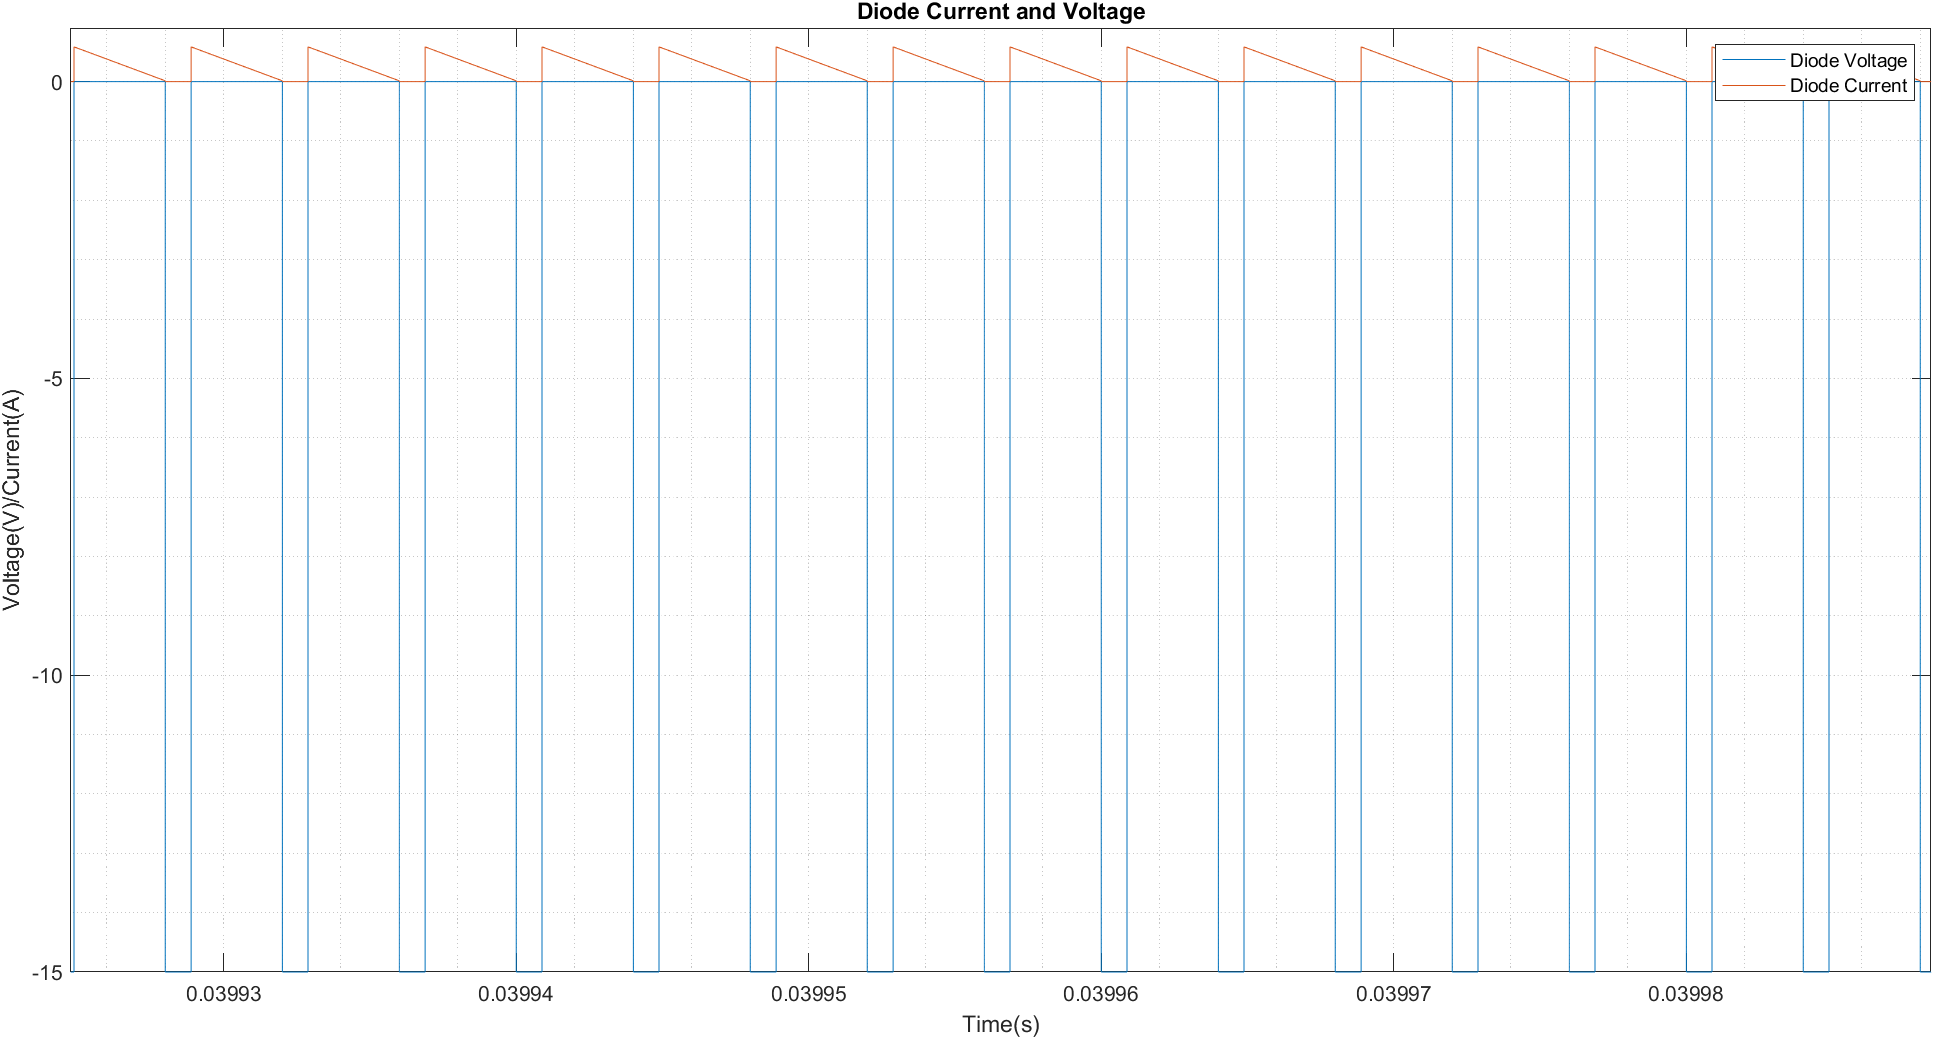 Diode Current and Voltage
Diode Voltage
Diode Current
0
-5
-10
-15
Voltage(V)/Current(A)
0.03993
0.03994
0.03995
0.03996
0.03997
0.03998
Time(s)